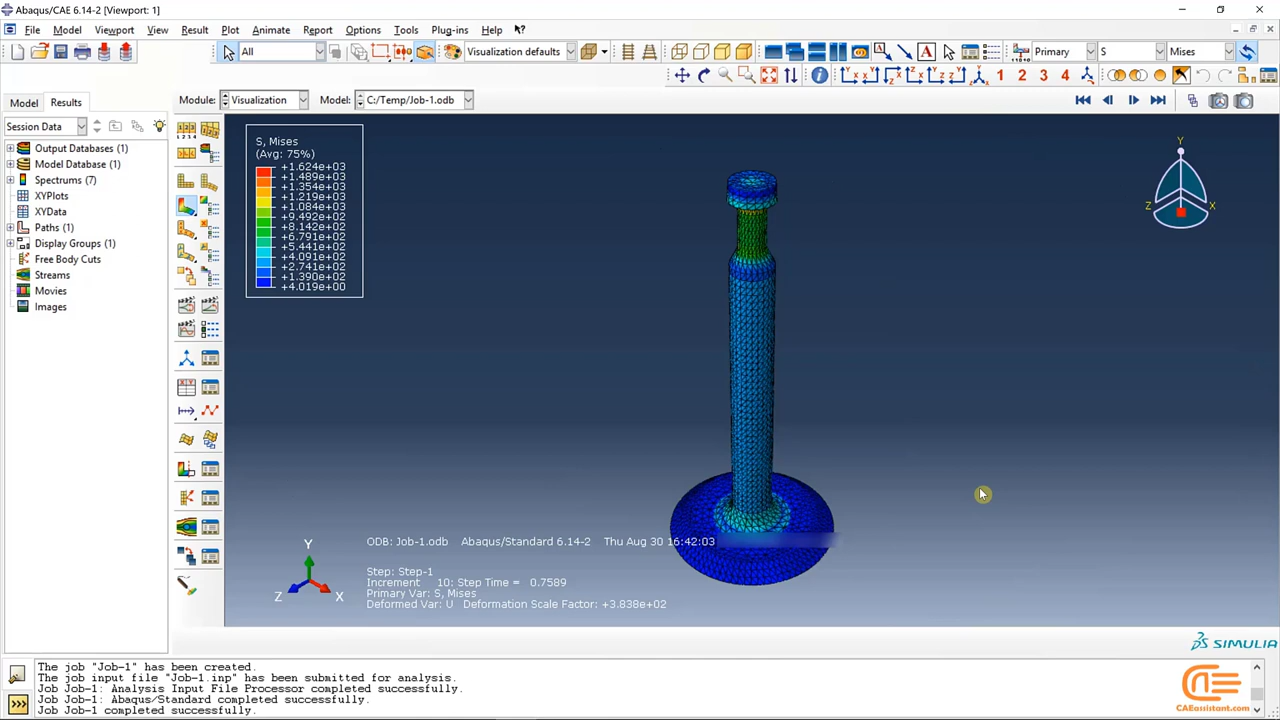 Abaqus/CAE 6.14-2 [Viewport: 1]
File Model Viewport View Result Plot Animate Report Options Tools Plug-ins Help
All Visualization defaults Primary S Mises
1 2 3 4
Model Results Module: Visualization Model: C:/Temp/Job-1.odb
Session Data
Output Databases (1)
Model Database (1)
Spectrums (7)
XYPlots
XYData
Paths (1)
Display Groups (1)
Free Body Cuts
Streams
Movies
Images
S, Mises
(Avg: 75%)
+1.624e+03
+1.489e+03
+1.354e+03
+1.219e+03
+1.084e+03
+9.492e+02
+8.142e+02
+6.791e+02
+5.441e+02
+4.091e+02
+2.741e+02
+1.390e+02
+4.019e+00
Y
Z X
Y
Z X
ODB: Job-1.odb Abaqus/Standard 6.14-2 Thu Aug 30 16:42:03
Step: Step-1
Increment 10: Step Time = 0.7589
Primary Var: S, Mises
Deformed Var: U Deformation Scale Factor: +3.838e+02
SIMULIA
The job "Job-1" has been created.
The job input file "Job-1.inp" has been submitted for analysis.
Job Job-1: Analysis Input File Processor completed successfully.
Job Job-1: Abaqus/Standard completed successfully.
Job Job-1 completed successfully.
CAEassistant.com